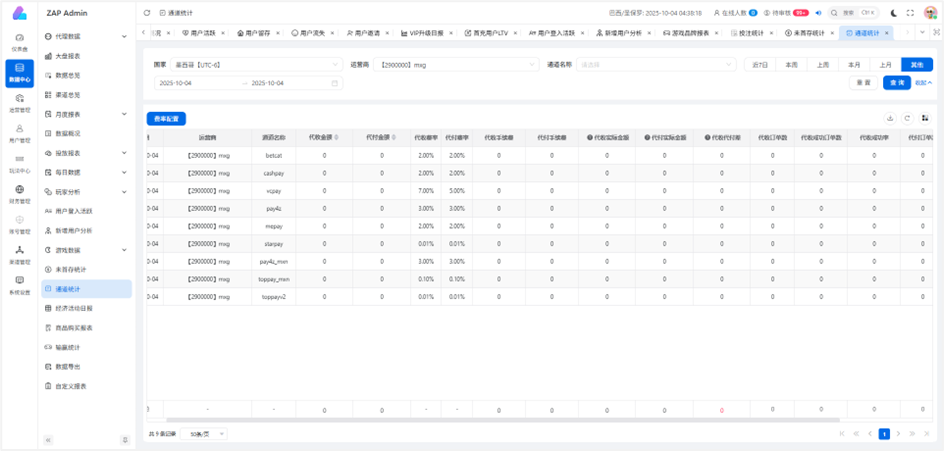 ZAP Admin
通道统计
巴西/圣保罗: 2025-10-04 04:38:18
在线人数 0
待审核 99+
搜索 Ctrl K
仪表盘
数据中心
运营管理
用户管理
玩法中心
财务管理
账号管理
渠道管理
系统设置
代理数据
大盘报表
数据总览
渠道总览
月度报表
数据概况
投放报表
每日数据
玩家分析
用户登入活跃
新增用户分析
游戏数据
未首存统计
通道统计
经济活动日报
商品购买报表
输赢统计
数据导出
自定义报表
用户活跃 × 用户留存 × 用户流失 × 用户邀请 × VIP升级日报 × 首充用户LTV × 用户登入活跃 × 新增用户分析 × 游戏品牌报表 × 投注统计 × 未首存统计 × 通道统计 ×
国家 墨西哥【UTC-6】 运营商 【2900000】mxg 通道名称 请选择 近7日 本周 上周 本月 上月 其他
2025-10-04 — 2025-10-04 重置 查询 收起
费率配置
运营商 通道名称 代收金额 代付金额 代收费率 代付费率 代收手续费 代付手续费 代收实际金额 代付实际金额 代收代付差 代收订单数 代收成功订单数 代收成功率 代付订单
0-04 【2900000】mxg betcat 0 0 2.00% 2.00% 0 0 0 0 0 0 0 0 0
0-04 【2900000】mxg cashpay 0 0 2.00% 2.00% 0 0 0 0 0 0 0 0 0
0-04 【2900000】mxg vcpay 0 0 7.00% 5.00% 0 0 0 0 0 0 0 0 0
0-04 【2900000】mxg pay4z 0 0 3.00% 3.00% 0 0 0 0 0 0 0 0 0
0-04 【2900000】mxg mepay 0 0 2.00% 2.00% 0 0 0 0 0 0 0 0 0
0-04 【2900000】mxg starpay 0 0 0.01% 0.01% 0 0 0 0 0 0 0 0 0
0-04 【2900000】mxg pay4z_mxn 0 0 3.00% 3.00% 0 0 0 0 0 0 0 0 0
0-04 【2900000】mxg toppay_mxn 0 0 0.10% 0.10% 0 0 0 0 0 0 0 0 0
0-04 【2900000】mxg toppayv2 0 0 0.01% 0.01% 0 0 0 0 0 0 0 0 0
- - 0 0 - - 0 0 0 0 0 0 0 0 0
共 9 条记录 50条/页 1